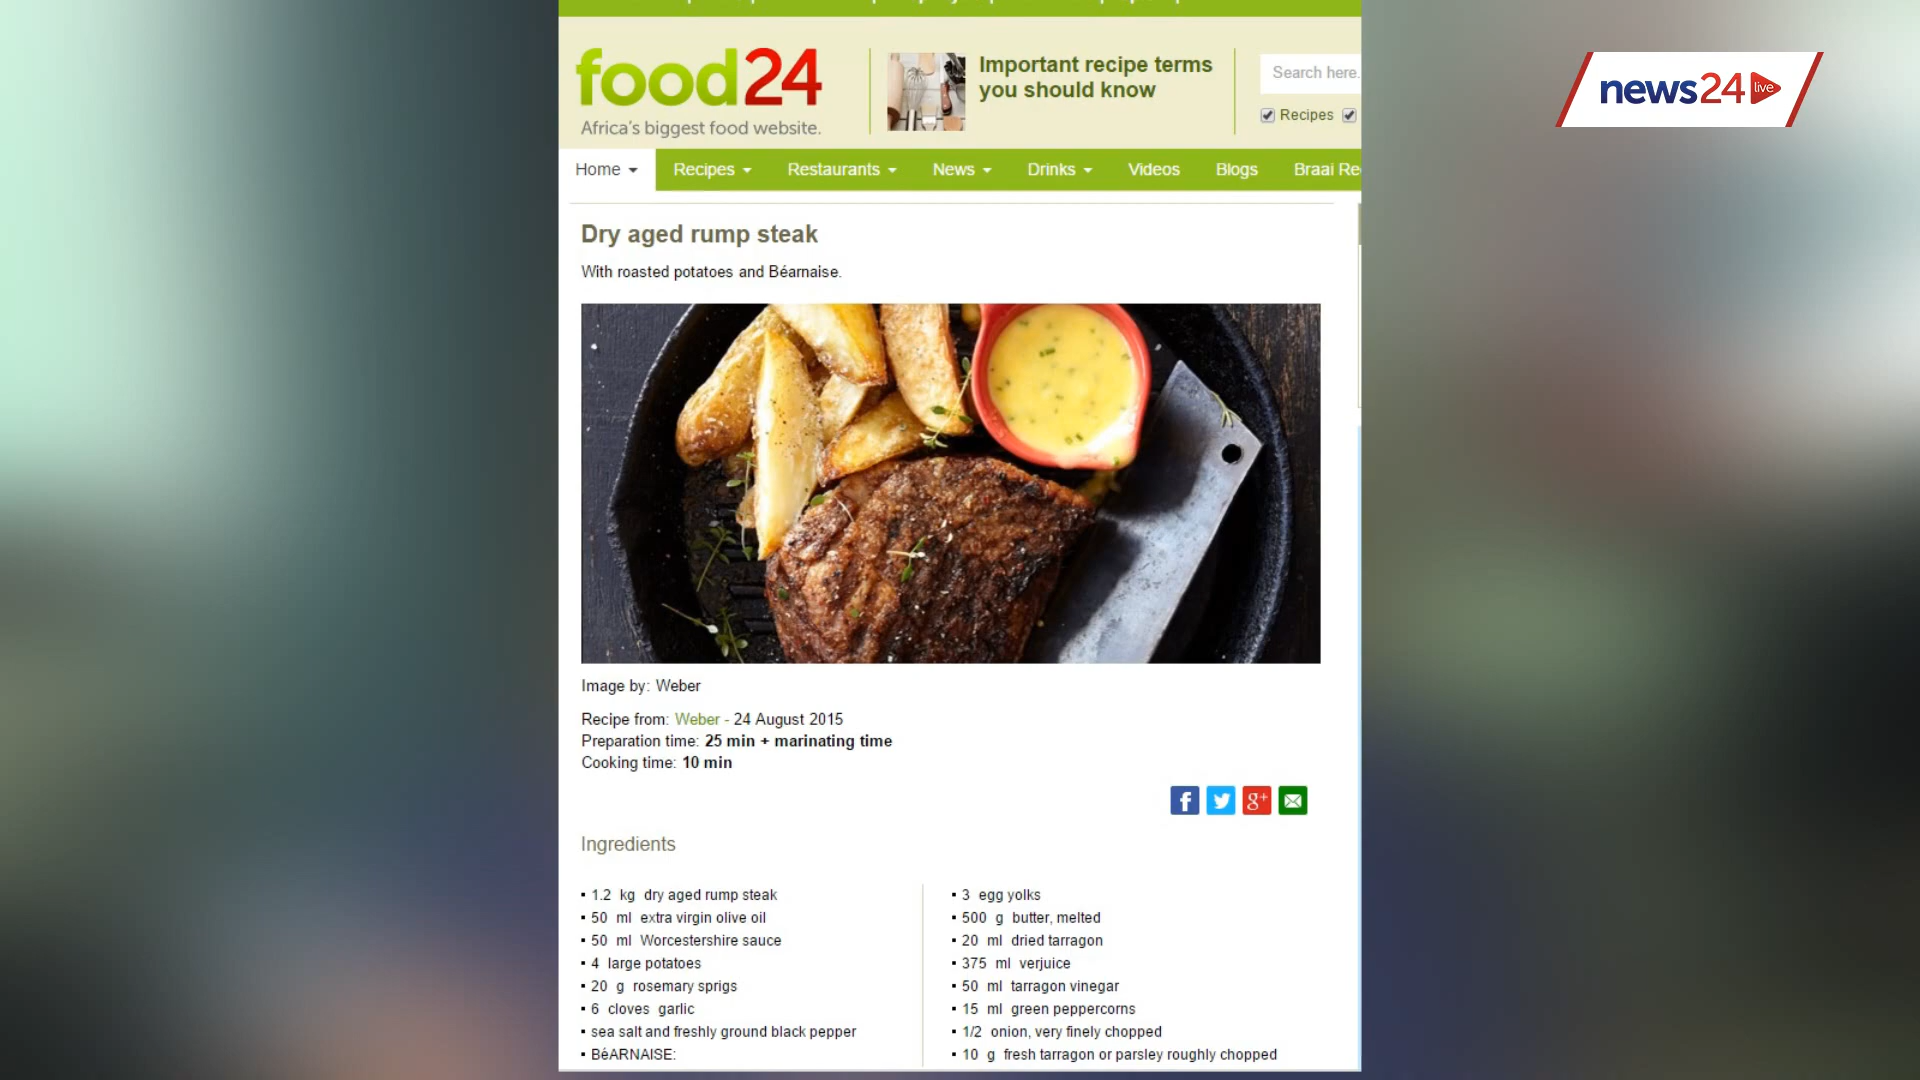 food24
Africa's biggest food website.
Important recipe terms
you should know
Search here.
Recipes
news24 live
Home
Recipes
Restaurants
News
Drinks
Videos
Blogs
Braai Re
Dry aged rump steak
With roasted potatoes and Béarnaise.
Image by: Weber
Recipe from: Weber - 24 August 2015
Preparation time: 25 min + marinating time
Cooking time: 10 min
f
g+
Ingredients
▪ 1.2 kg dry aged rump steak
▪ 50 ml extra virgin olive oil
▪ 50 ml Worcestershire sauce
▪ 4 large potatoes
▪ 20 g rosemary sprigs
▪ 6 cloves garlic
▪ sea salt and freshly ground black pepper
▪ BéARNAISE:
▪ 3 egg yolks
▪ 500 g butter, melted
▪ 20 ml dried tarragon
▪ 375 ml verjuice
▪ 50 ml tarragon vinegar
▪ 15 ml green peppercorns
▪ 1/2 onion, very finely chopped
▪ 10 g fresh tarragon or parsley roughly chopped